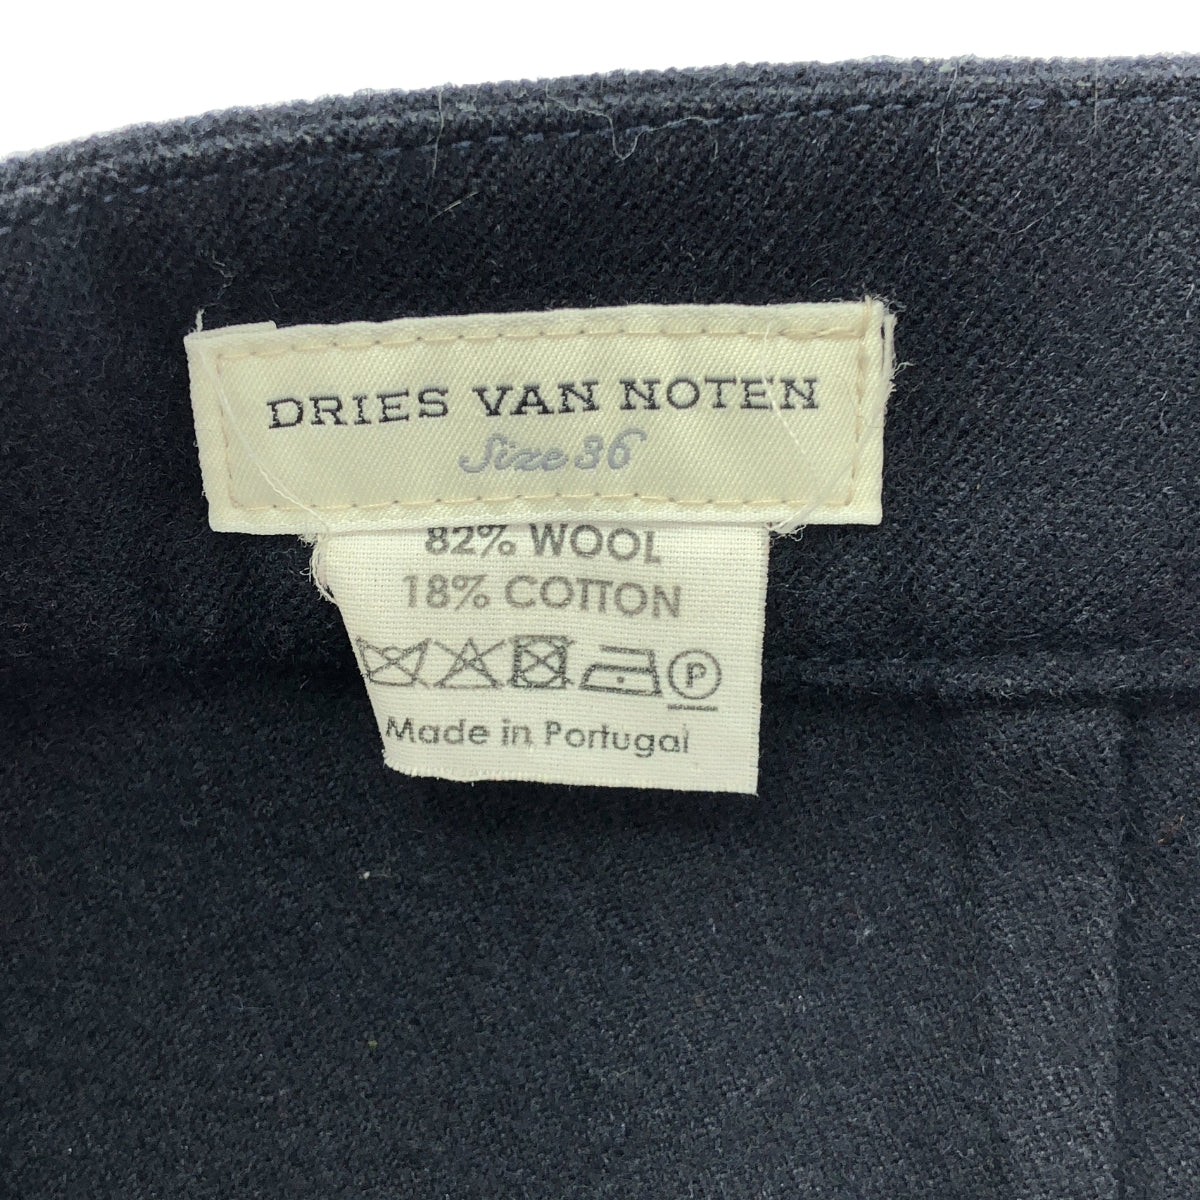 DRIES VAN NOTEN
Size 36
82% WOOL
18% COTTON
P
Made in Portugal